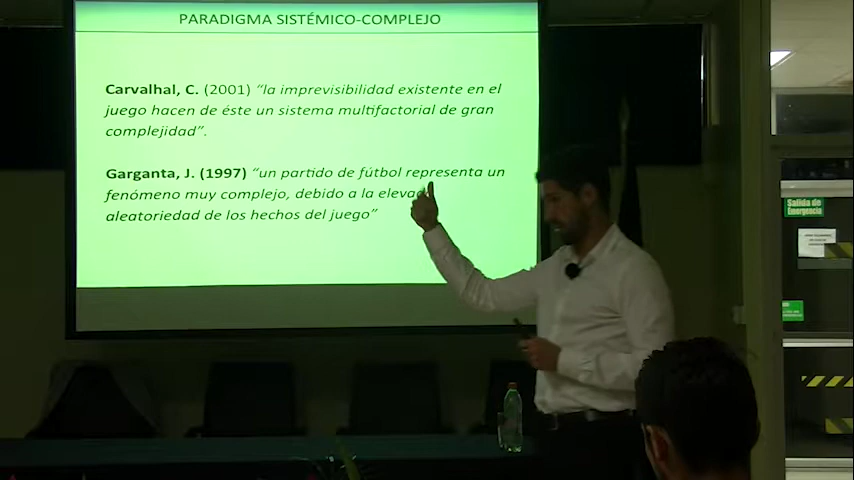 PARADIGMA SISTÉMICO-COMPLEJO
Carvalhal, C. (2001) “la imprevisibilidad existente en el
juego hacen de éste un sistema multifactorial de gran
complejidad”.
Garganta, J. (1997) “un partido de fútbol representa un
fenómeno muy complejo, debido a la
aleatoriedad de los hechos del juego”
Salida de
Emergencia